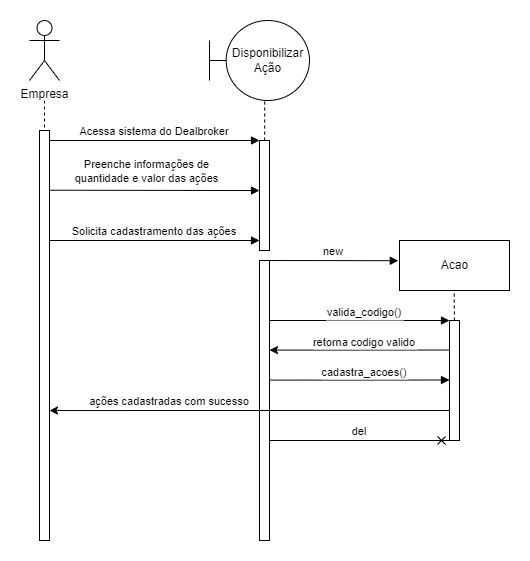 Disponibilizar
Ação
Empresa
Acessa sistema do Dealbroker
Preenche informações de
quantidade e valor das ações
Solicita cadastramento das ações
new
Acao
valida_codigo()
retorna codigo valido
cadastra_acoes()
ações cadastradas com sucesso
del